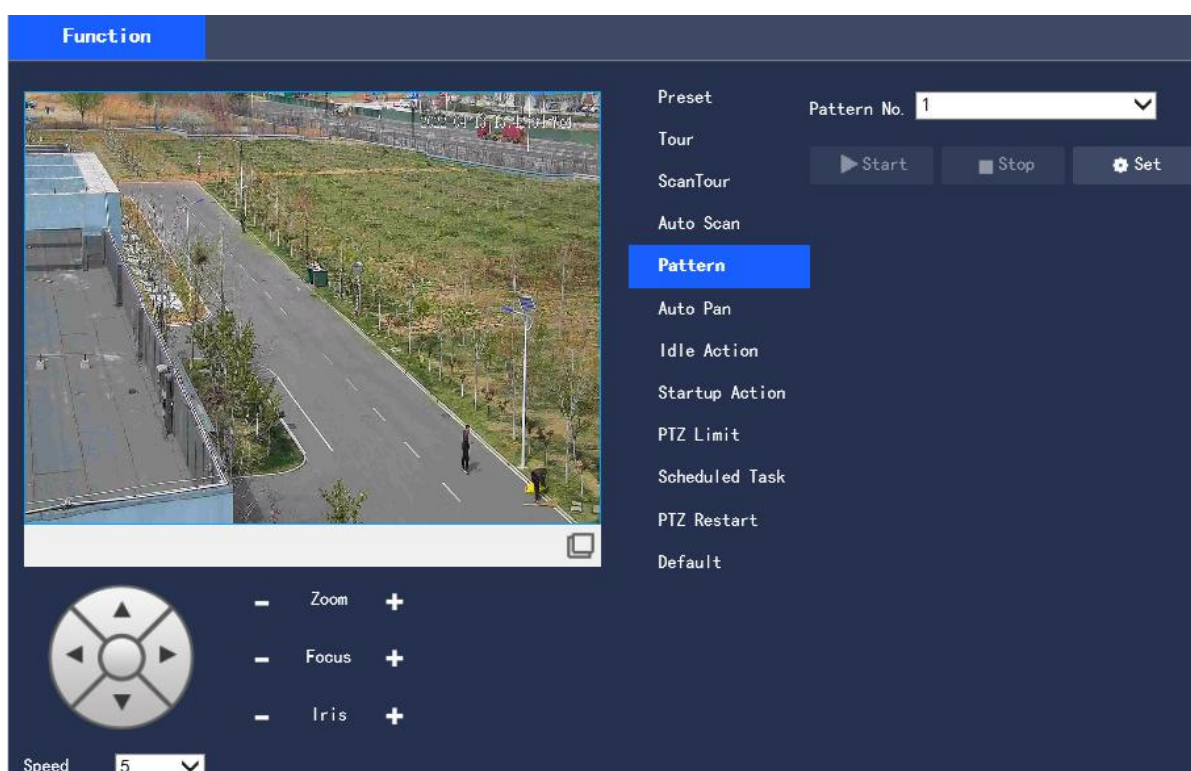 Function
Preset
Pattern No. 1
Tour
Start
Stop
Set
ScanTour
Auto Scan
Pattern
Auto Pan
Idle Action
Startup Action
PTZ Limit
Scheduled Task
PTZ Restart
Default
Zoom
Focus
Iris
Speed 5